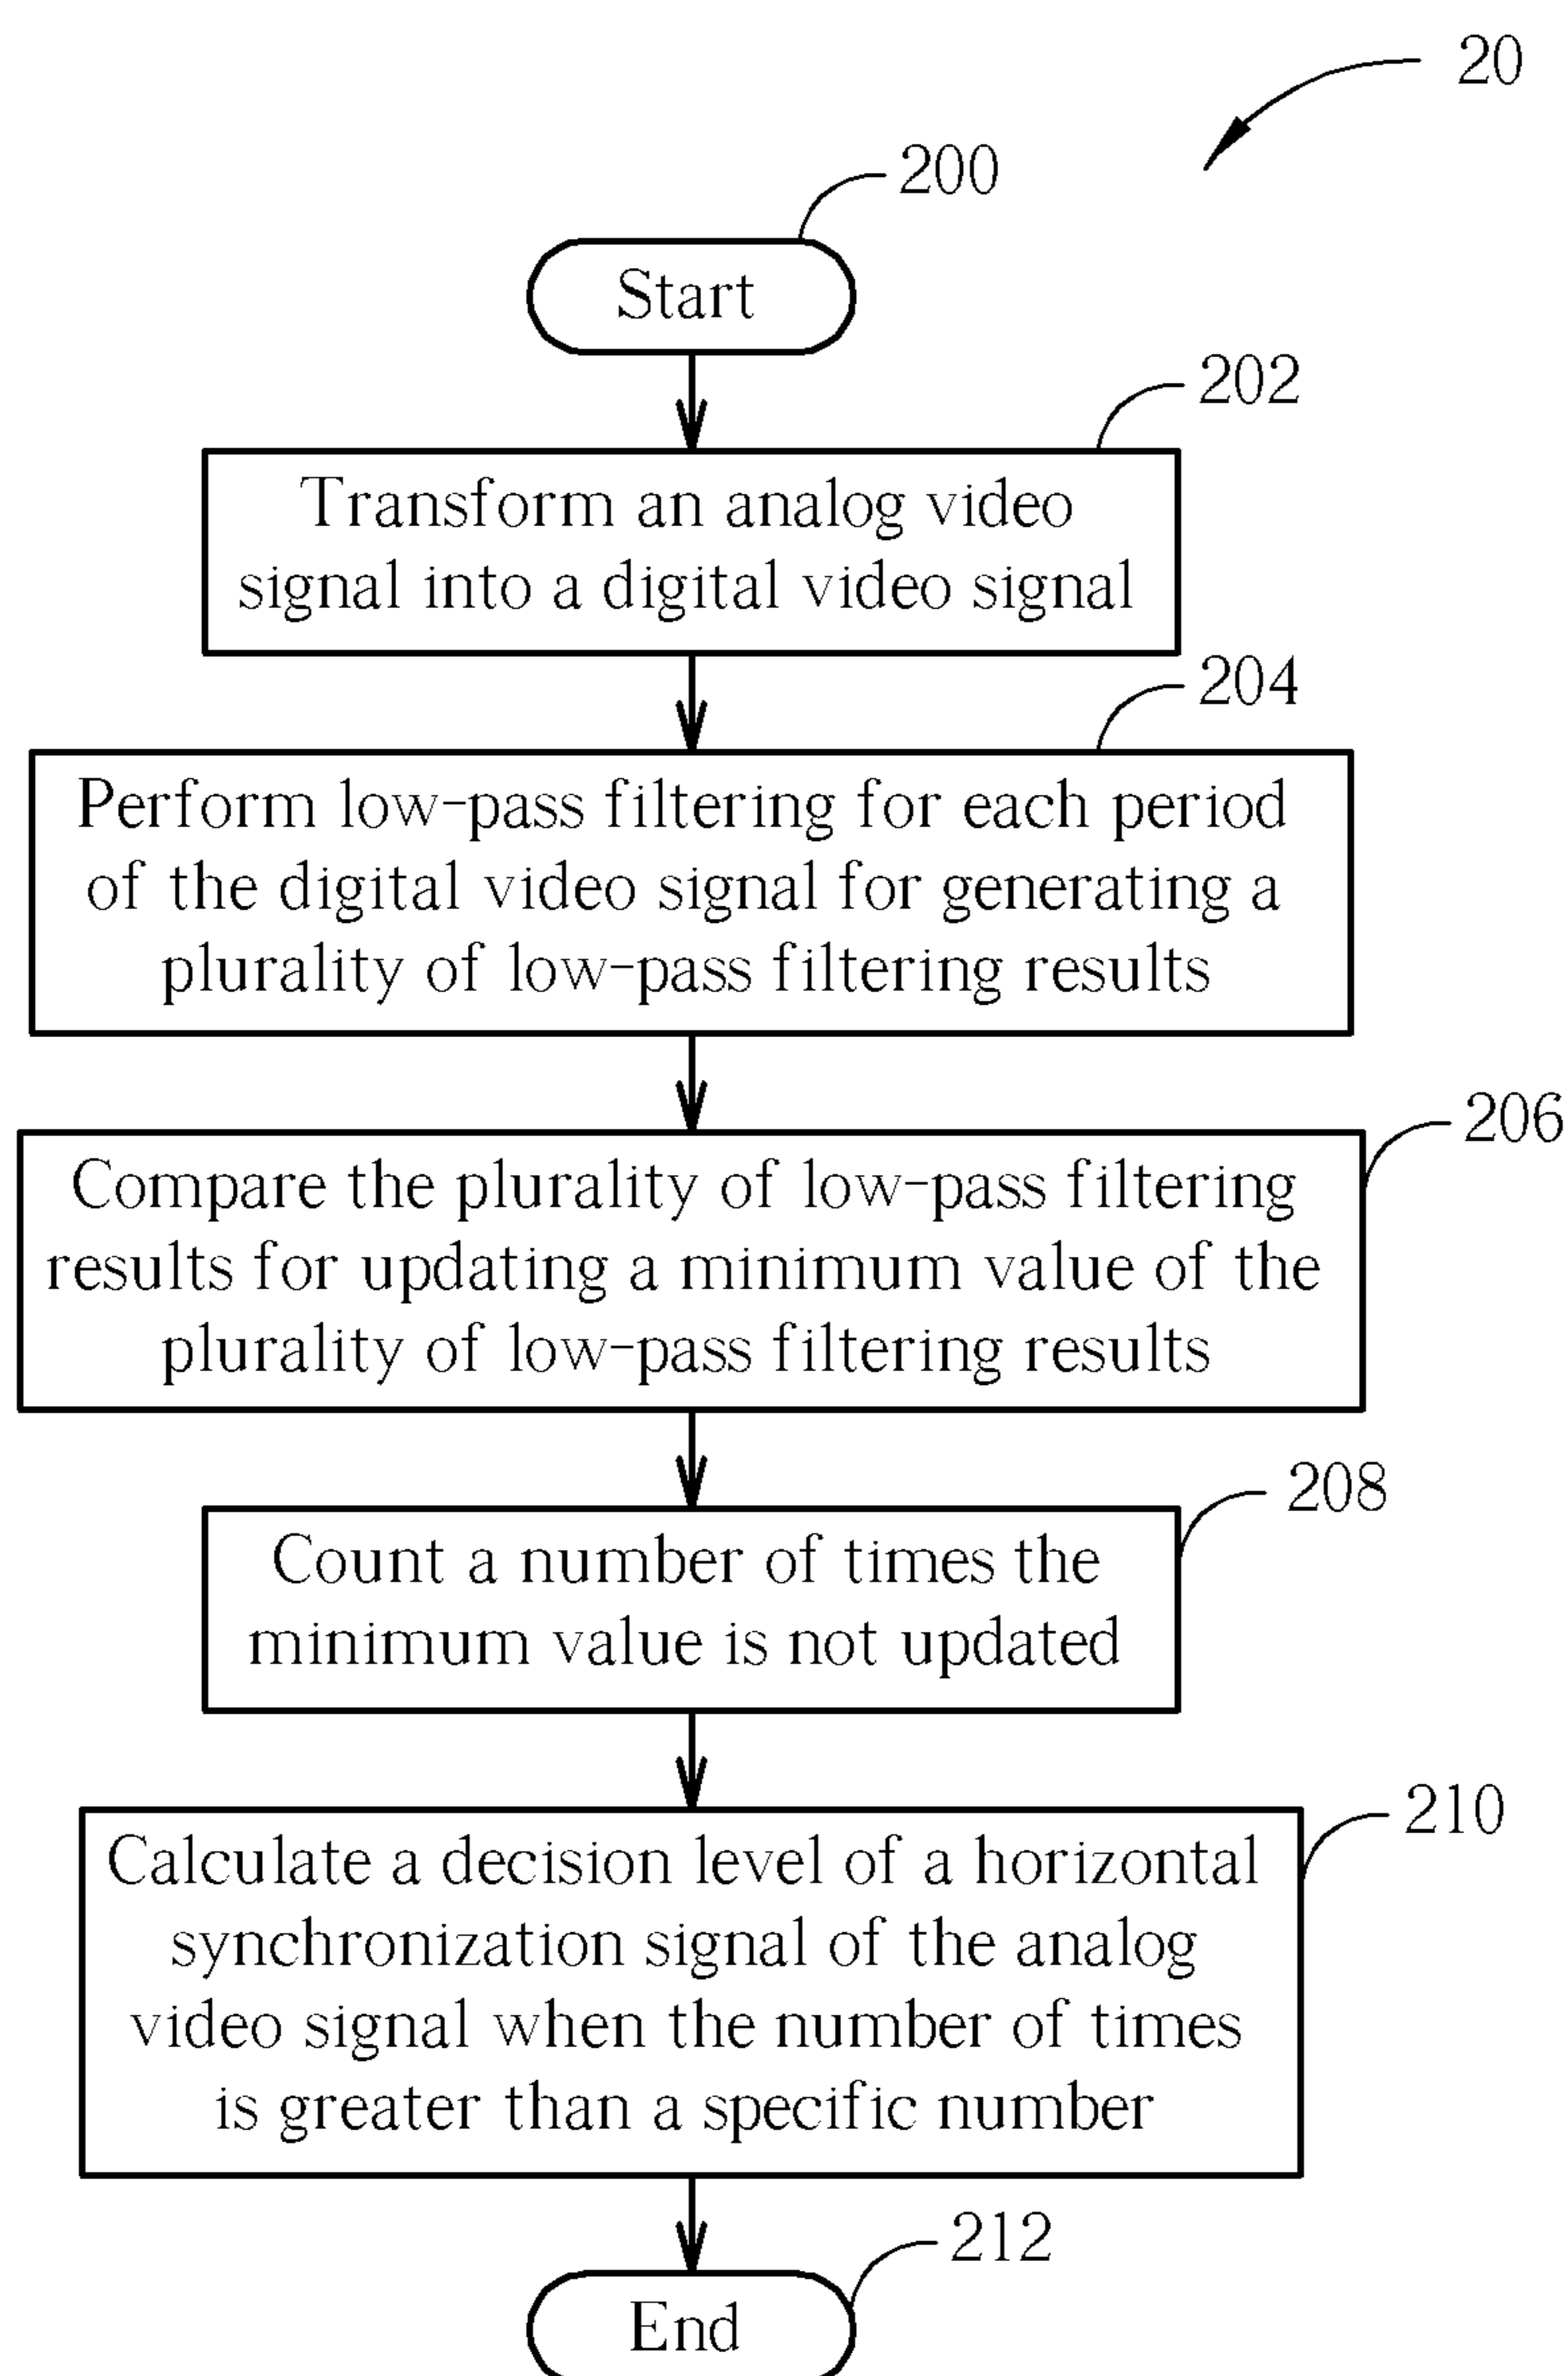 20
200
Start
202
Transform an analog video
signal into a digital video signal
204
Perform low-pass filtering for each period
of the digital video signal for generating a
plurality of low-pass filtering results
206
Compare the plurality of low-pass filtering
results for updating a minimum value of the
plurality of low-pass filtering results
208
Count a number of times the
minimum value is not updated
210
Calculate a decision level of a horizontal
synchronization signal of the analog
video signal when the number of times
is greater than a specific number
212
End